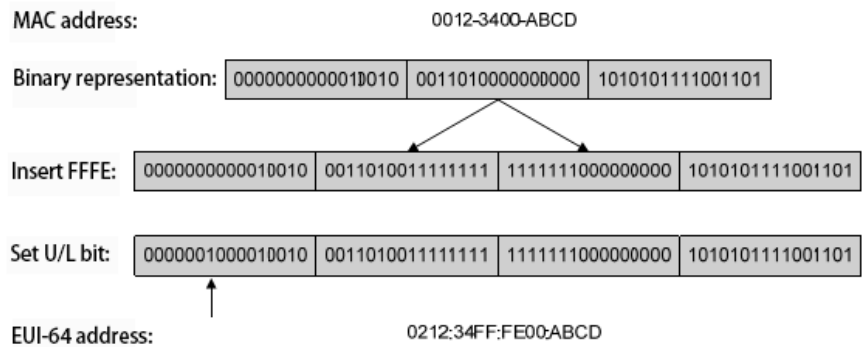 MAC address: 0012-3400-ABCD
Binary representation: 0000000000010010 0011010000000000 1010101111001101
Insert FFFE: 0000000000010010 0011010011111111 1111111000000000 1010101111001101
Set U/L bit: 0000001000010010 0011010011111111 1111111000000000 1010101111001101
EUI-64 address: 0212:34FF:FE00:ABCD